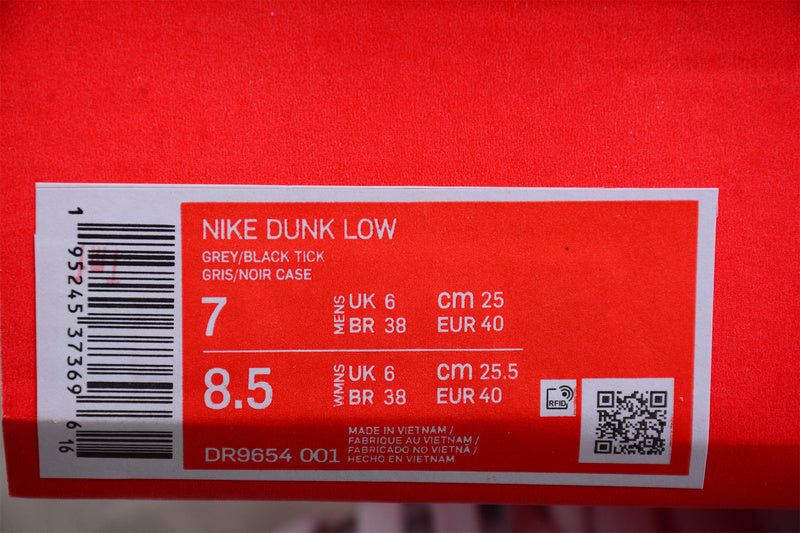 NIKE DUNK LOW
GREY/BLACK TICK
GRIS/NOIR CASE
7 MENS UK 6 cm 25
BR 38 EUR 40
8.5 WMNS UK 6 cm 25.5
BR 38 EUR 40
RFID
DR9654 001
MADE IN VIETNAM /
FABRIQUE AU VIETNAM /
FABRICADO NO VIETNÃ /
HECHO EN VIETNAM
1 95245 37369 6 16